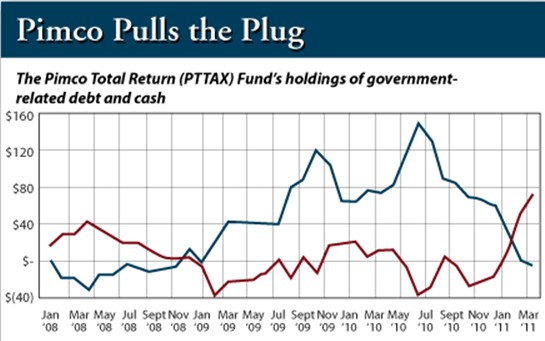 Pimco Pulls the Plug
The Pimco Total Return (PTTAX) Fund's holdings of government-
related debt and cash
$160
$120
$80
$40
$-
$(40)
Jan Mar May Jul Sept Nov Jan Mar May Jul Sept Nov Jan Mar May Jul Sept Nov Jan Mar
'08 '08 '08 '08 '08 '08 '09 '09 '09 '09 '09 '09 '10 '10 '10 '10 '10 '10 '11 '11